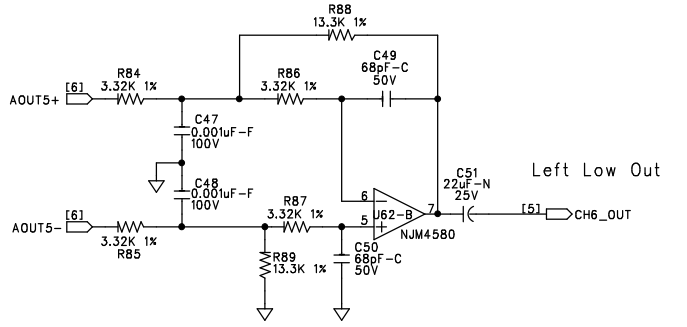 R88
13.3K 1%
C49
68pF-C
50V
R84
3.32K 1%
R86
3.32K 1%
[6]
AOUT5+
C47
0.001uF-F
100V
C48
0.001uF-F
100V
C51
22uF-N
25V
Left Low Out
6
U62-B
7
5
NJM4580
[5]
CH6_OUT
R87
3.32K 1%
[6]
AOUT5-
3.32K 1%
R85
R89
13.3K 1%
C50
68pF-C
50V